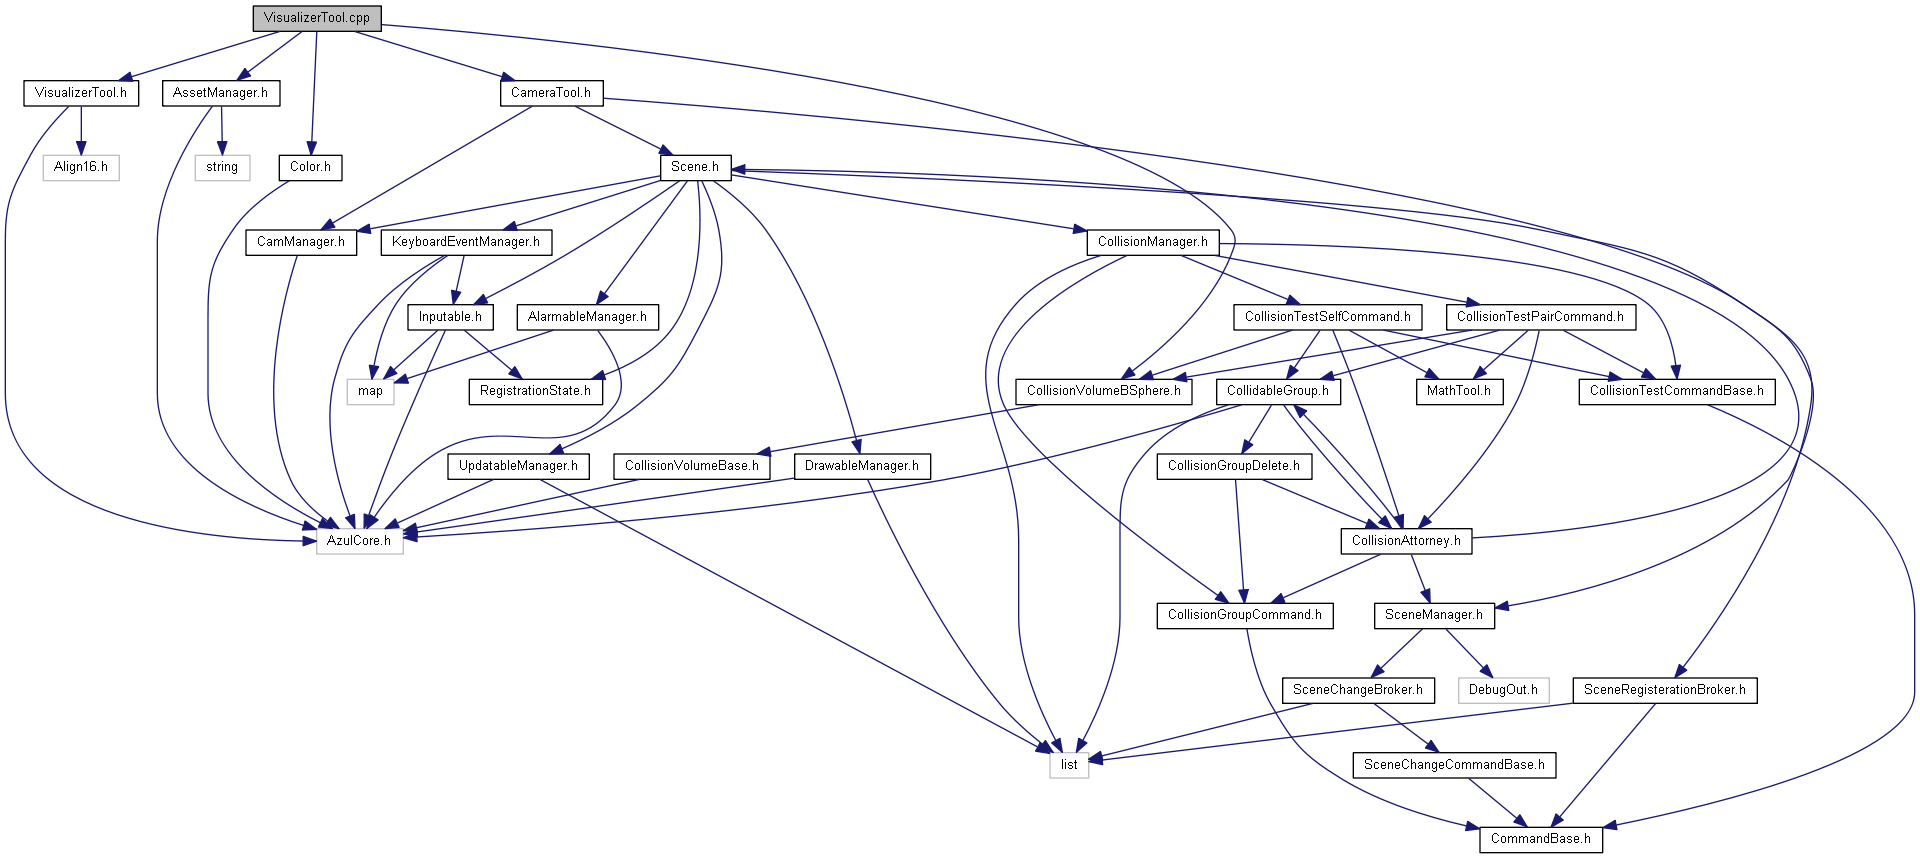 VisualizerTool.cpp
VisualizerTool.h
AssetManager.h
CameraTool.h
Align16.h
string
Color.h
Scene.h
CamManager.h
KeyboardEventManager.h
CollisionManager.h
Inputable.h
AlarmableManager.h
CollisionTestSelfCommand.h
CollisionTestPairCommand.h
map
RegistrationState.h
CollisionVolumeBSphere.h
CollidableGroup.h
MathTool.h
CollisionTestCommandBase.h
UpdatableManager.h
CollisionVolumeBase.h
DrawableManager.h
CollisionGroupDelete.h
AzulCore.h
CollisionAttorney.h
CollisionGroupCommand.h
SceneManager.h
SceneChangeBroker.h
DebugOut.h
SceneRegisterationBroker.h
list
SceneChangeCommandBase.h
CommandBase.h